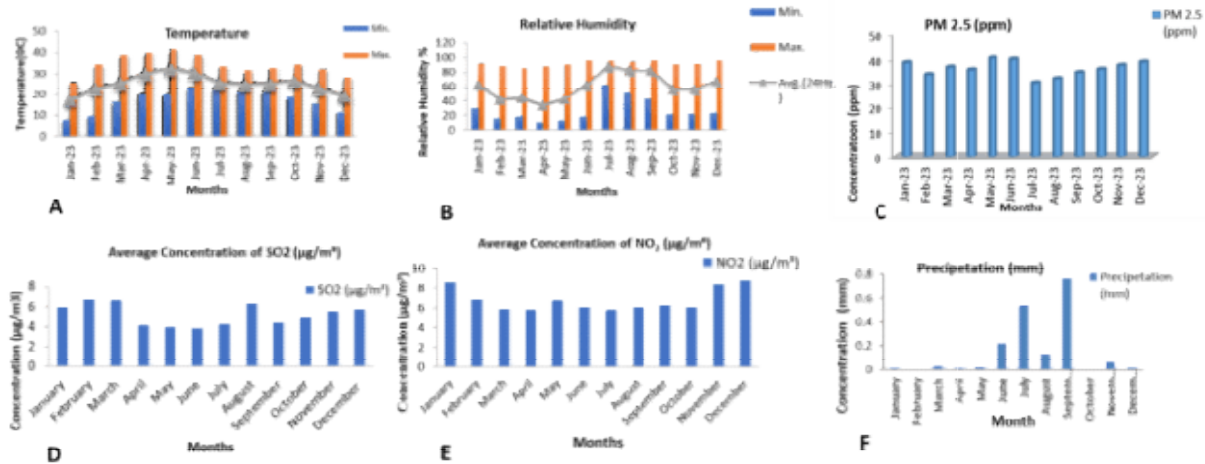 Temperature
Min.
Max.
Temperature(0C)
50
40
30
20
10
0
Jan-23
Feb-23
Mar-23
Apr-23
May-23
Jun-23
Jul-23
Aug-23
Sep-23
Oct-23
Nov-23
Dec-23
Months
A
Relative Humidity
Min.
Max.
Relative Humidity %
120
100
80
60
40
20
0
Jan-23
Feb-23
Mar-23
Apr-23
May-23
Jun-23
Jul-23
Aug-23
Sep-23
Oct-23
Nov-23
Dec-23
Months
B
PM 2.5 (ppm)
PM 2.5
(ppm)
50
40
30
20
10
0
Jan-23
Feb-23
Mar-23
Apr-23
May-23
Jun-23
Jul-23
Aug-23
Sep-23
Oct-23
Nov-23
Dec-23
Months
C
Average Concentration of SO2 (µg/m³)
SO2 (µg/m³)
Concentration (µg/m3)
8
6
4
2
0
January
February
March
April
May
June
July
August
September
October
November
December
Months
D
Average Concentration of NO₂ (µg/m³)
NO2 (µg/m³)
Concentration (µg/m³)
10
8
6
4
2
0
January
February
March
April
May
June
July
August
September
October
November
December
Months
E
Precipetation (mm)
Precipetation
(mm)
Concentration (mm)
0.8
0.6
0.4
0.2
0
January
February
March
April
May
June
July
August
Septem.
October
Novem.
Decem.
Month
F